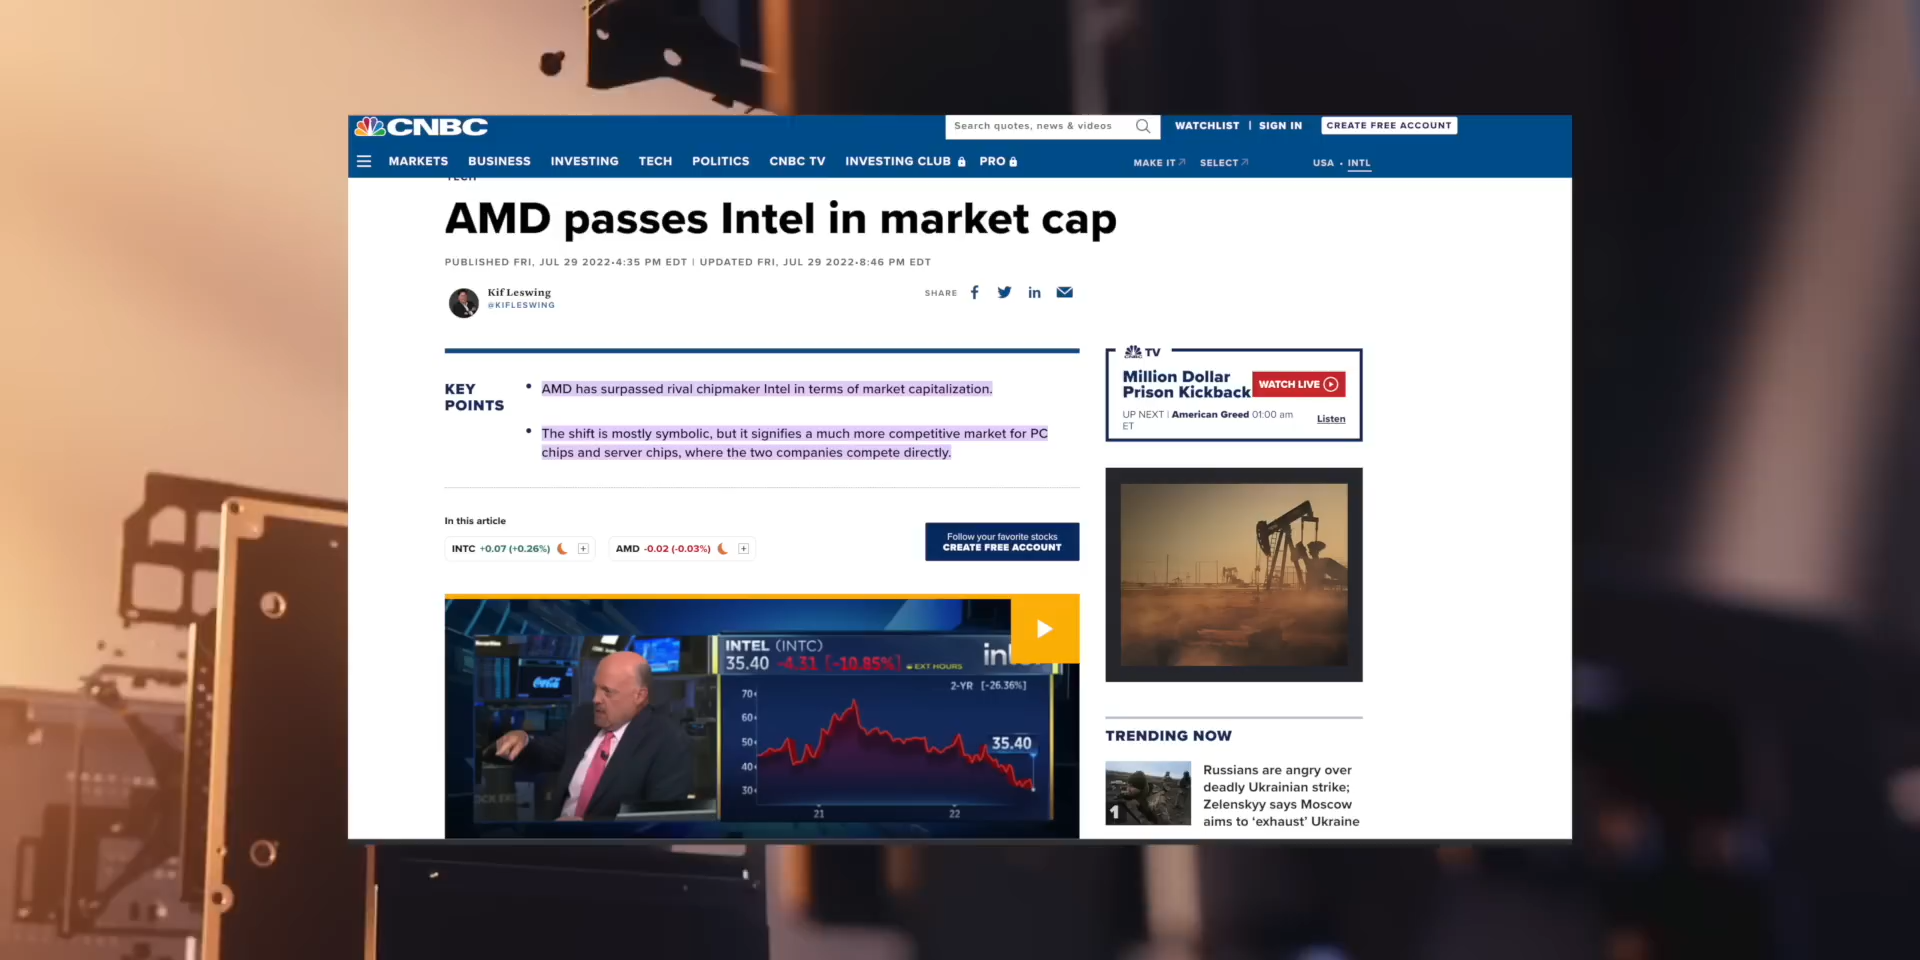 CNBC
Search quotes, news & videos
WATCHLIST | SIGN IN
CREATE FREE ACCOUNT
MARKETS BUSINESS INVESTING TECH POLITICS CNBC TV INVESTING CLUB PRO
MAKE IT SELECT USA • INTL
TECH
AMD passes Intel in market cap
PUBLISHED FRI, JUL 29 2022•4:35 PM EDT | UPDATED FRI, JUL 29 2022•8:46 PM EDT
Kif Leswing
@KIFLESWING
SHARE
KEY
POINTS
• AMD has surpassed rival chipmaker Intel in terms of market capitalization.
• The shift is mostly symbolic, but it signifies a much more competitive market for PC
chips and server chips, where the two companies compete directly.
TV
Million Dollar
Prison Kickback
WATCH LIVE
UP NEXT | American Greed 01:00 am
ET
Listen
In this article
INTC +0.07 (+0.26%)
AMD -0.02 (-0.03%)
Follow your favorite stocks
CREATE FREE ACCOUNT
INTEL (INTC)
35.40 -4.31 [-10.85%] EXT HOURS
2-YR [-26.36%]
70
60
50
40
30
35.40
21 22
Coca-Cola
TRENDING NOW
1
Russians are angry over
deadly Ukrainian strike;
Zelenskyy says Moscow
aims to ‘exhaust’ Ukraine